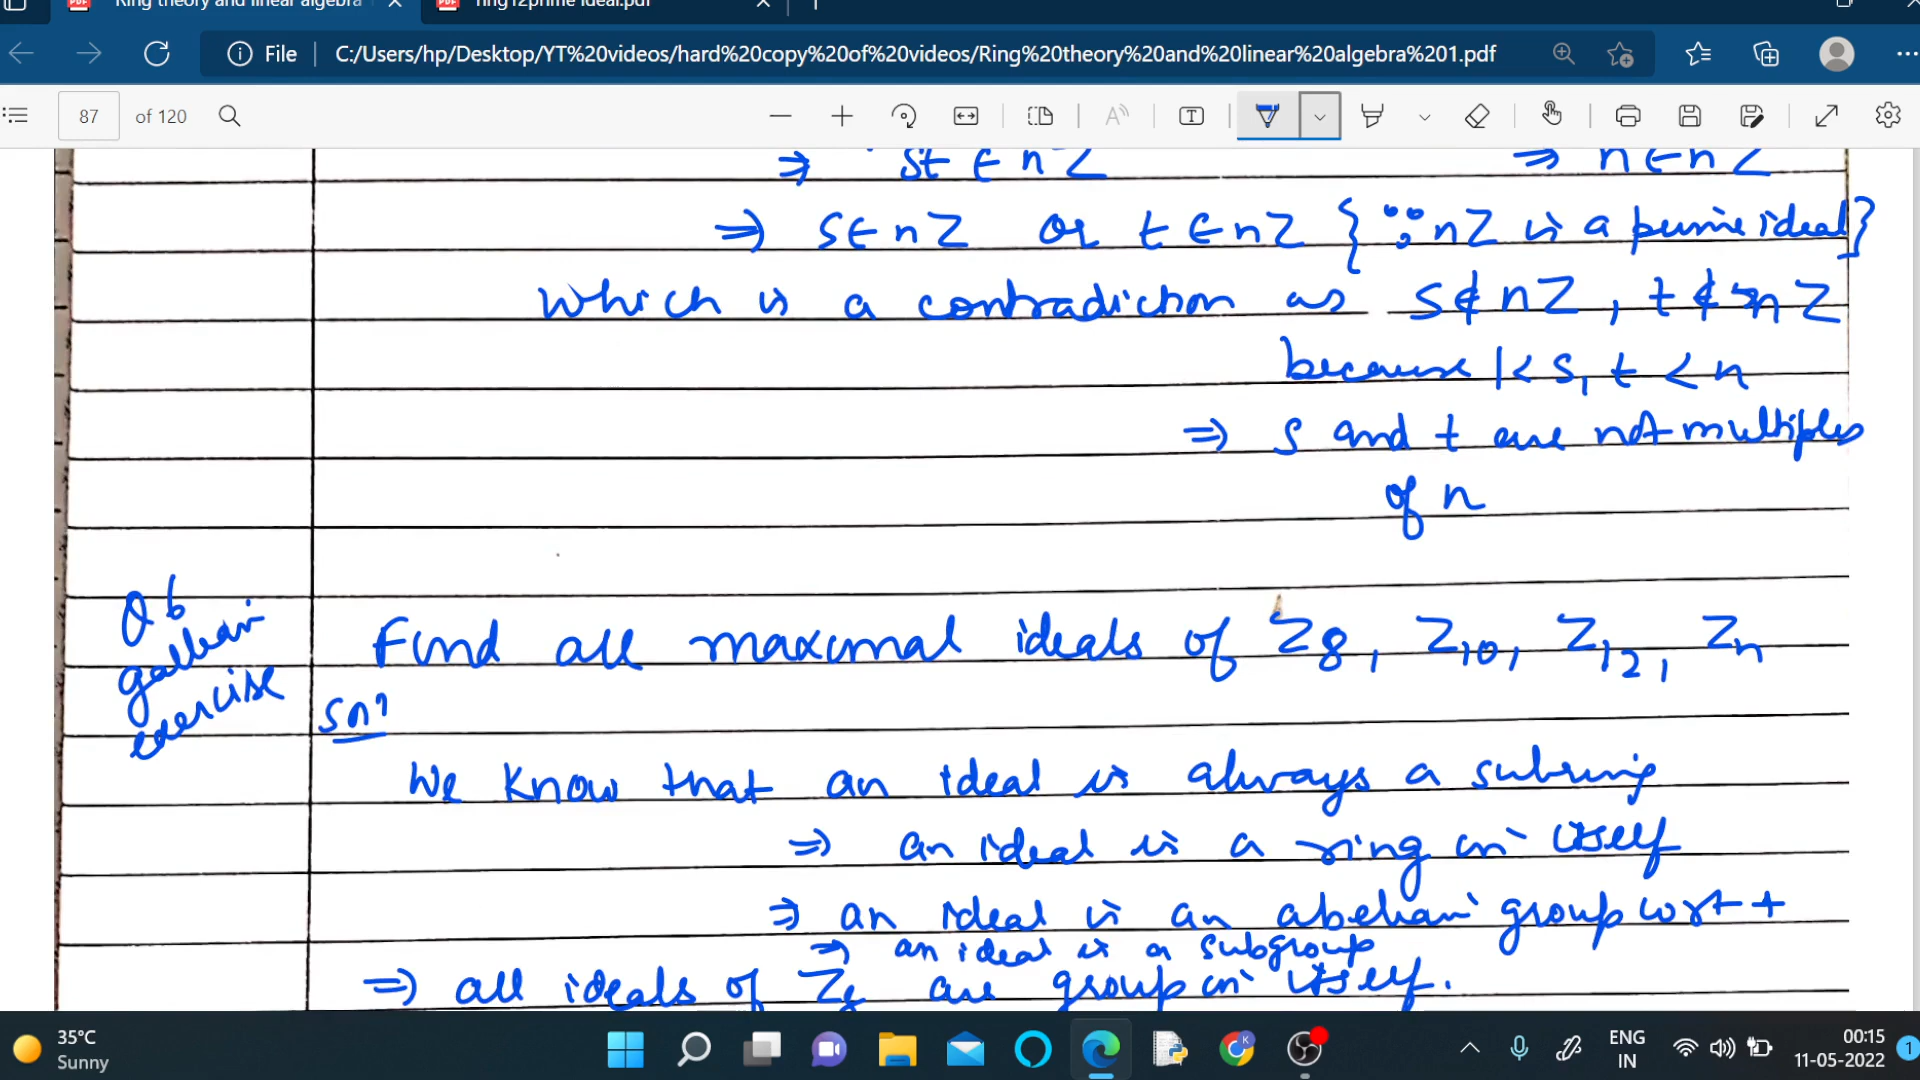 Ring theory and linear algebra
ring12prime ideal.pdf
File
C:/Users/hp/Desktop/YT%20videos/hard%20copy%20of%20videos/Ring%20theory%20and%20linear%20algebra%201.pdf
87 of 120
⇒ st ∈ nZ ⇒ n ∈ nZ
⇒ s ∈ nZ or t ∈ nZ {∵ nZ is a prime ideal}
which is a contradiction as s ∉ nZ, t ∉ nZ
because 1 < s, t < n
⇒ s and t are not multiples
of n
Q6
gallian
exercise
Find all maximal ideals of Z8, Z10, Z12, Zn
Sn?
We know that an ideal is always a subring
⇒ an ideal is a ring in itself
⇒ an ideal is an abelian group wrt +
⇒ an ideal is a subgroup
⇒ all ideals of Z8 are group in itself.
35°C
Sunny
ENG
IN
00:15
11-05-2022
1